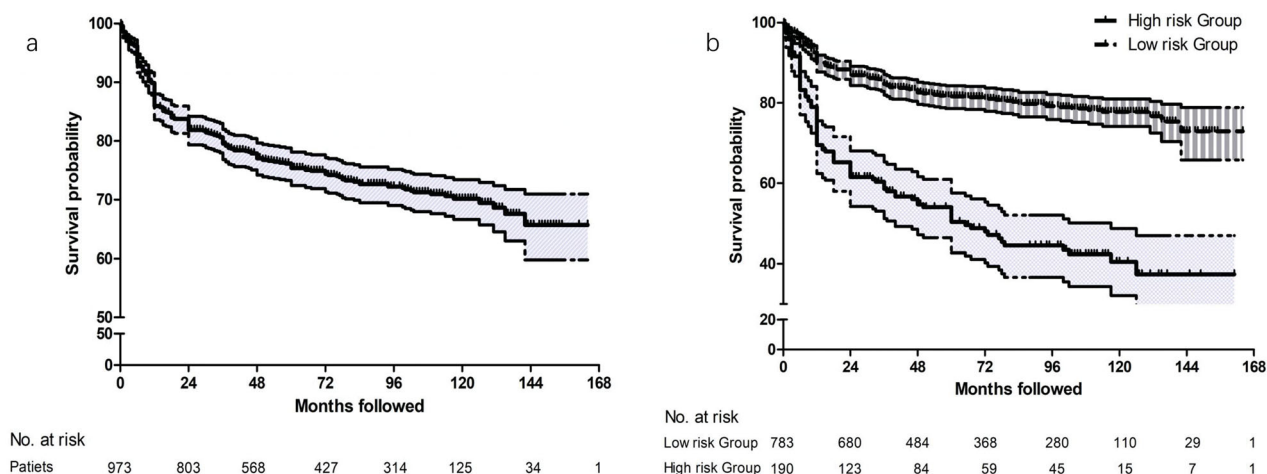 a
100
90
80
70
60
50
50
0
Survival probability
0 24 48 72 96 120 144 168
Months followed
No. at risk
Patiets 973 803 568 427 314 125 34 1
b
High risk Group
Low risk Group
100
80
60
40
20
0
Survival probability
0 24 48 72 96 120 144 168
Months followed
No. at risk
Low risk Group 783 680 484 368 280 110 29 1
High risk Group 190 123 84 59 45 15 7 1